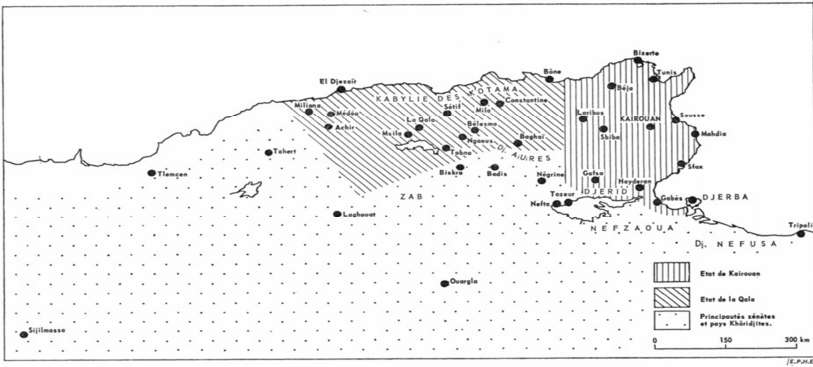 Bizerte
Tunis
Bône
El Djezaïr
Béja
KABYLIE DES KOTAMA
Miliana
Médéa
Sétif
Mila
Constantine
Achir
La Qala
Bélezma
Laribus
KAIROUAN
Sousse
Msila
Ngaous
Baghaï
Sbiba
Mahdia
Tahert
Tobna
Dj. AURES
Tlemcen
Biskra
Badis
Négrine
Gafsa
Haydaran
Sfax
ZAB
DJERID
Tozeur
Nefta
Gabès
DJERBA
Laghouat
NEFZAOUA
Tripoli
Dj. NEFUSA
Ouargla
Etat de Kairouan
Etat de la Qala
Principautés zénètes
et pays Khâridjites.
Sijilmassa
0 150 300 km
E.P.H.E